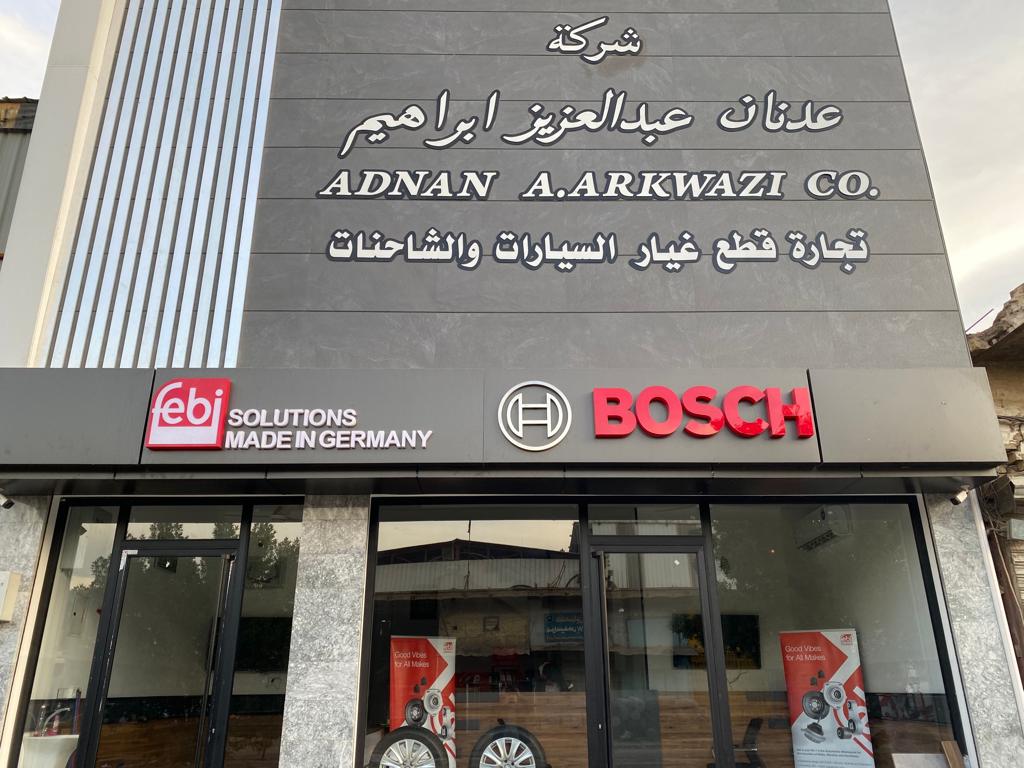 شركة
عدنان عبدالعزيز ابراهيم
ADNAN A.ARKWAZI CO.
تجارة قطع غيار السيارات والشاحنات
febi
SOLUTIONS
MADE IN GERMANY
BOSCH
Good Vibes
for All Makes
Good Vibes
for All Makes